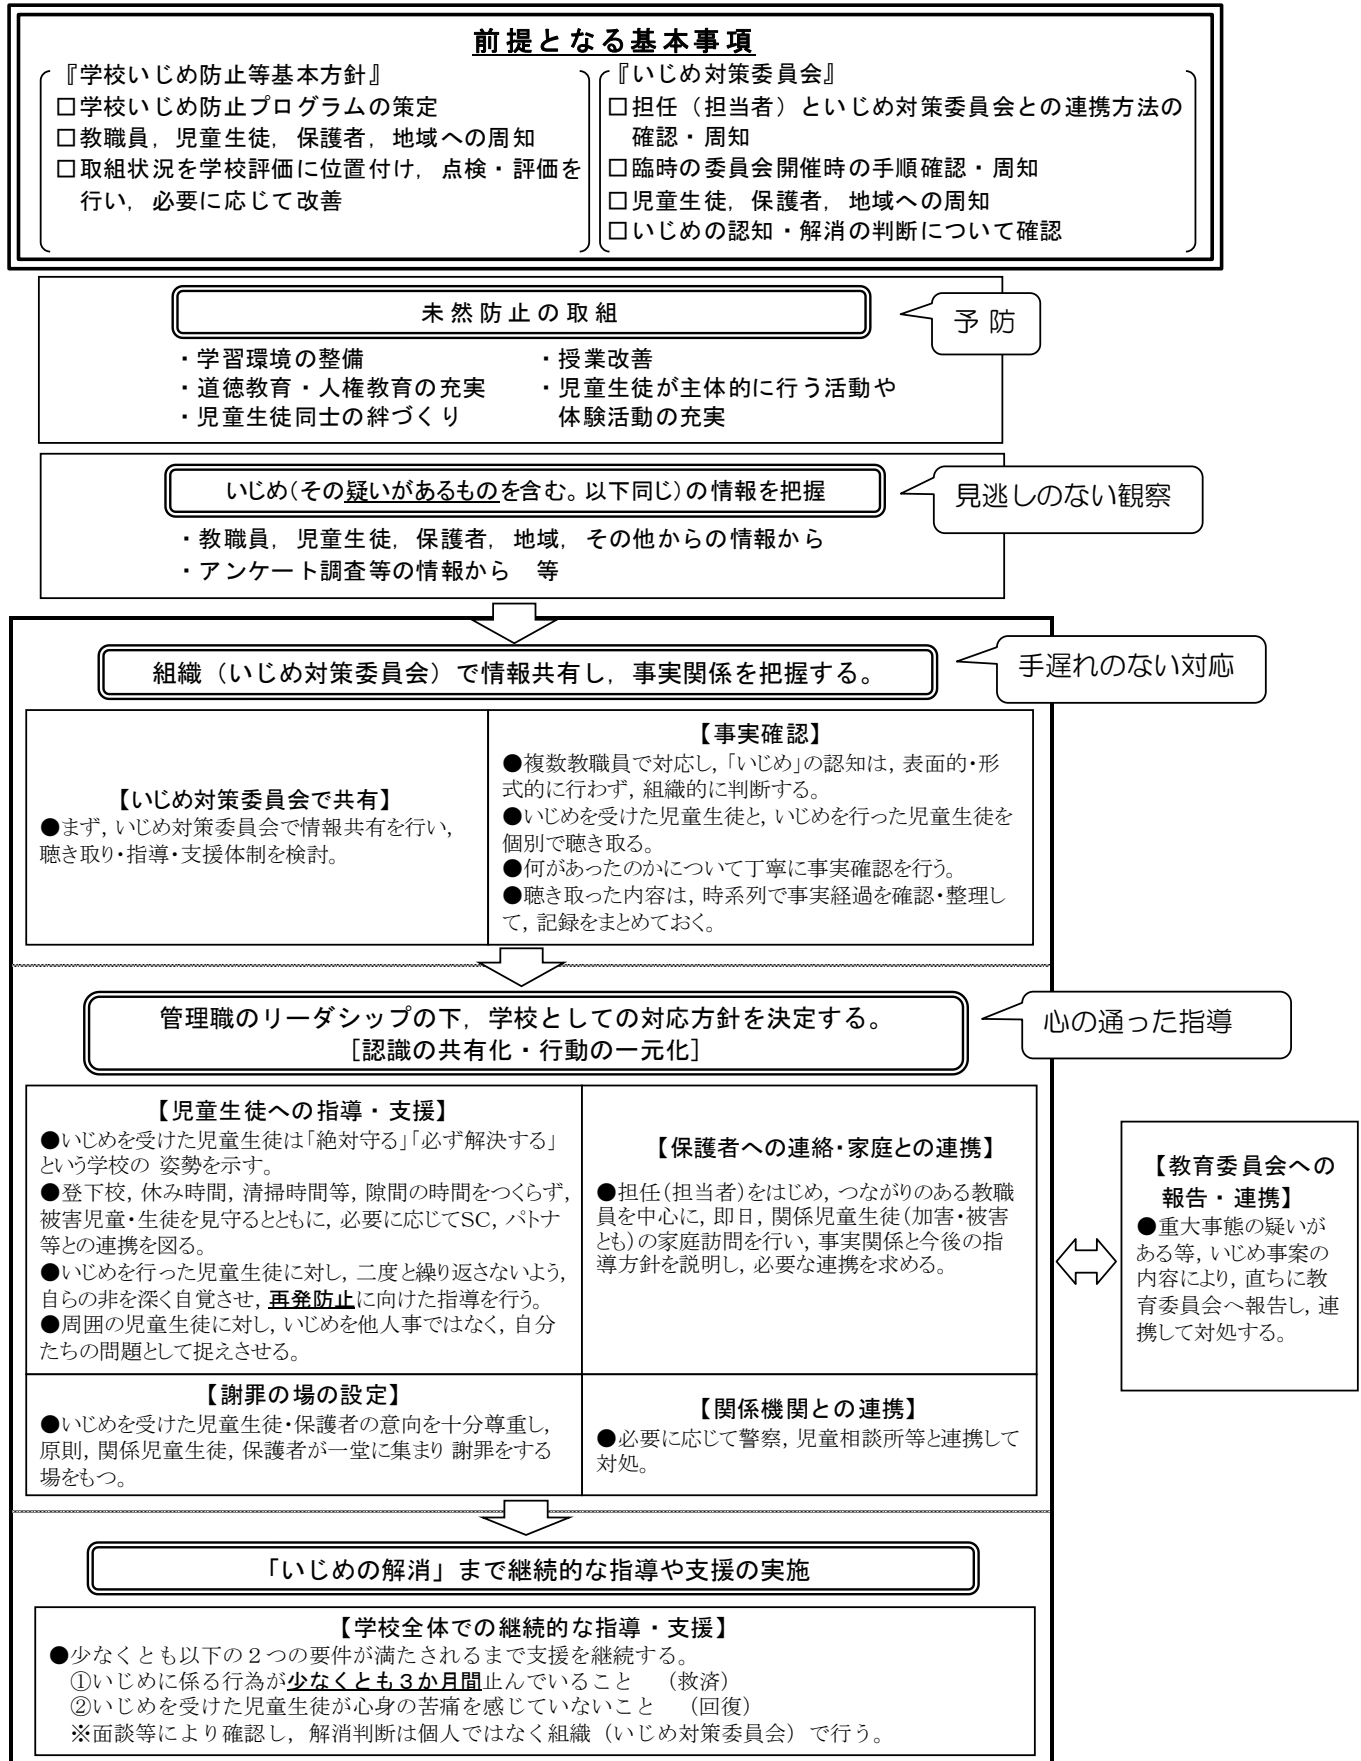 前提となる基本事項
『学校いじめ防止等基本方針』
□学校いじめ防止プログラムの策定
□教職員，児童生徒，保護者，地域への周知
□取組状況を学校評価に位置付け，点検・評価を
行い，必要に応じて改善
『いじめ対策委員会』
□担任（担当者）といじめ対策委員会との連携方法の
確認・周知
□臨時の委員会開催時の手順確認・周知
□児童生徒，保護者，地域への周知
□いじめの認知・解消の判断について確認
未然防止の取組
予防
・学習環境の整備
・道徳教育・人権教育の充実
・児童生徒同士の絆づくり
・授業改善
・児童生徒が主体的に行う活動や
体験活動の充実
いじめ（その疑いがあるものを含む。以下同じ）の情報を把握
見逃しのない観察
・教職員，児童生徒，保護者，地域，その他からの情報から
・アンケート調査等の情報から　等
組織（いじめ対策委員会）で情報共有し，事実関係を把握する。
手遅れのない対応
【いじめ対策委員会で共有】
●まず，いじめ対策委員会で情報共有を行い，
聴き取り・指導・支援体制を検討。
【事実確認】
●複数教職員で対応し，「いじめ」の認知は，表面的・形
式的に行わず，組織的に判断する。
●いじめを受けた児童生徒と，いじめを行った児童生徒を
個別で聴き取る。
●何があったのかについて丁寧に事実確認を行う。
●聴き取った内容は，時系列で事実経過を確認・整理し
て，記録をまとめておく。
管理職のリーダシップの下，学校としての対応方針を決定する。
［認識の共有化・行動の一元化］
心の通った指導
【児童生徒への指導・支援】
●いじめを受けた児童生徒は「絶対守る」「必ず解決する」
という学校の 姿勢を示す。
●登下校，休み時間，清掃時間等，隙間の時間をつくらず，
被害児童・生徒を見守るとともに，必要に応じてSC，パトナ
等との連携を図る。
●いじめを行った児童生徒に対し，二度と繰り返さないよう，
自らの非を深く自覚させ，再発防止に向けた指導を行う。
●周囲の児童生徒に対し，いじめを他人事ではなく，自分
たちの問題として捉えさせる。
【保護者への連絡・家庭との連携】
●担任（担当者）をはじめ，つながりのある教職
員を中心に，即日，関係児童生徒（加害・被害
とも）の家庭訪問を行い，事実関係と今後の指
導方針を説明し，必要な連携を求める。
【教育委員会への
報告・連携】
●重大事態の疑いが
ある等，いじめ事案の
内容により，直ちに教
育委員会へ報告し，連
携して対処する。
【謝罪の場の設定】
●いじめを受けた児童生徒・保護者の意向を十分尊重し，
原則，関係児童生徒，保護者が一堂に集まり 謝罪をする
場をもつ。
【関係機関との連携】
●必要に応じて警察，児童相談所等と連携して
対処。
「いじめの解消」まで継続的な指導や支援の実施
【学校全体での継続的な指導・支援】
●少なくとも以下の２つの要件が満たされるまで支援を継続する。
①いじめに係る行為が少なくとも３か月間止んでいること　（救済）
②いじめを受けた児童生徒が心身の苦痛を感じていないこと　（回復）
※面談等により確認し，解消判断は個人ではなく組織（いじめ対策委員会）で行う。